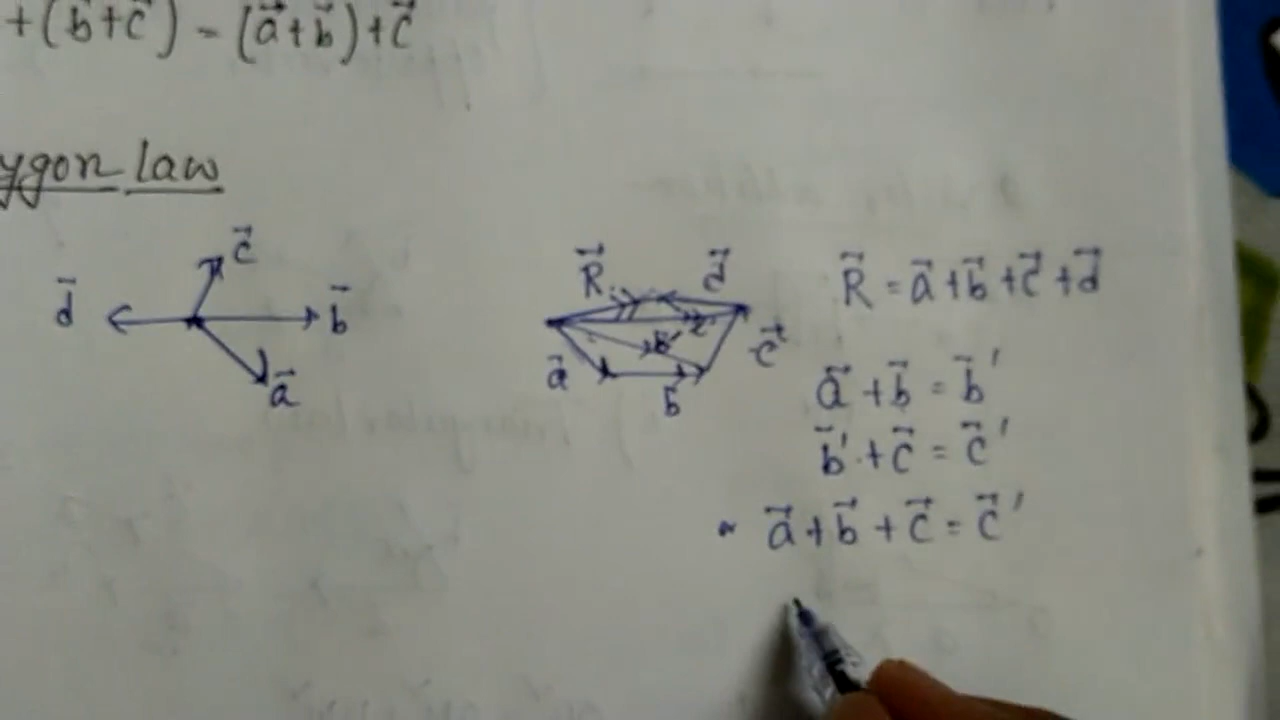 +(b⃗+c⃗) = (a⃗+b⃗)+c⃗
ygon law
c⃗
d⃗
b⃗
a⃗
R⃗
d⃗
c'
b'
c⃗
a⃗
b⃗
R⃗ = a⃗+b⃗+c⃗+d⃗
a⃗+b⃗ = b⃗'
b⃗'+c⃗ = c⃗'
a⃗+b⃗+c⃗ = c⃗'